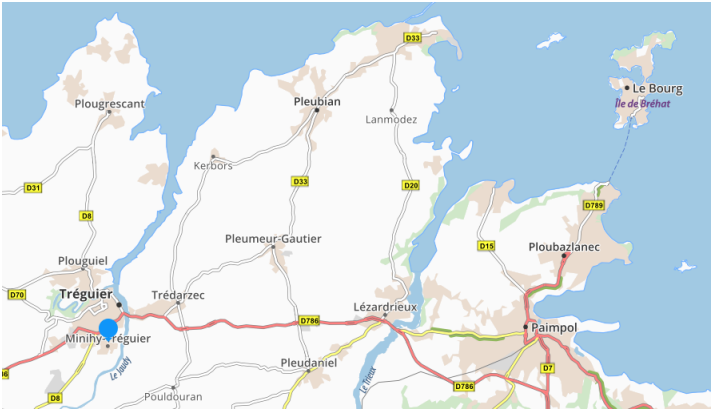 D33
Le Bourg
Île de Bréhat
Plougrescant
Pleubian
Lanmodez
Kerbors
D31
D33
D20
D8
D789
Pleumeur-Gautier
D15
Ploubazlanec
Plouguiel
D70
Tréguier
Trédarzec
Lézardrieux
D786
Paimpol
Minihy-Tréguier
Le Jaudy
Pleudaniel
Le Trieux
D7
D786
86
D8
Pouldouran